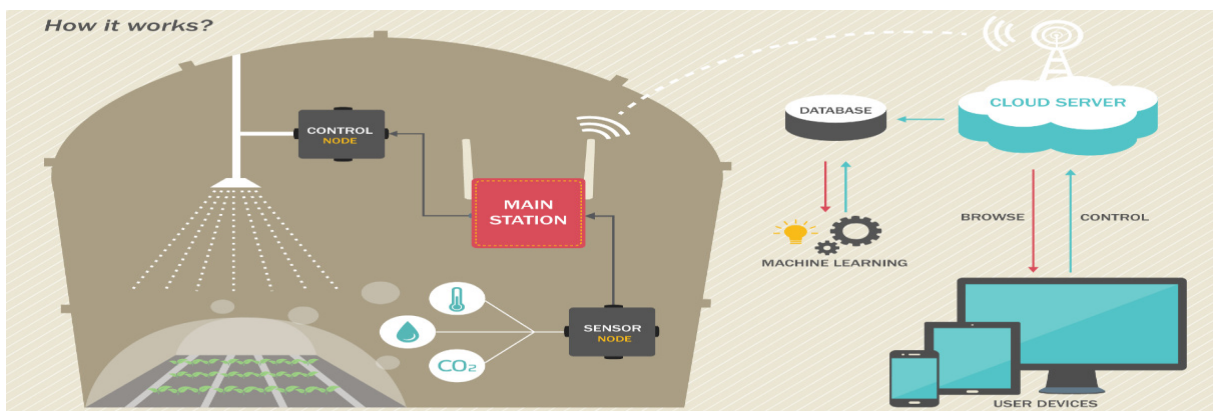 How it works?
CONTROL
NODE
MAIN
STATION
SENSOR
NODE
CO₂
DATABASE
CLOUD SERVER
MACHINE LEARNING
BROWSE
CONTROL
USER DEVICES